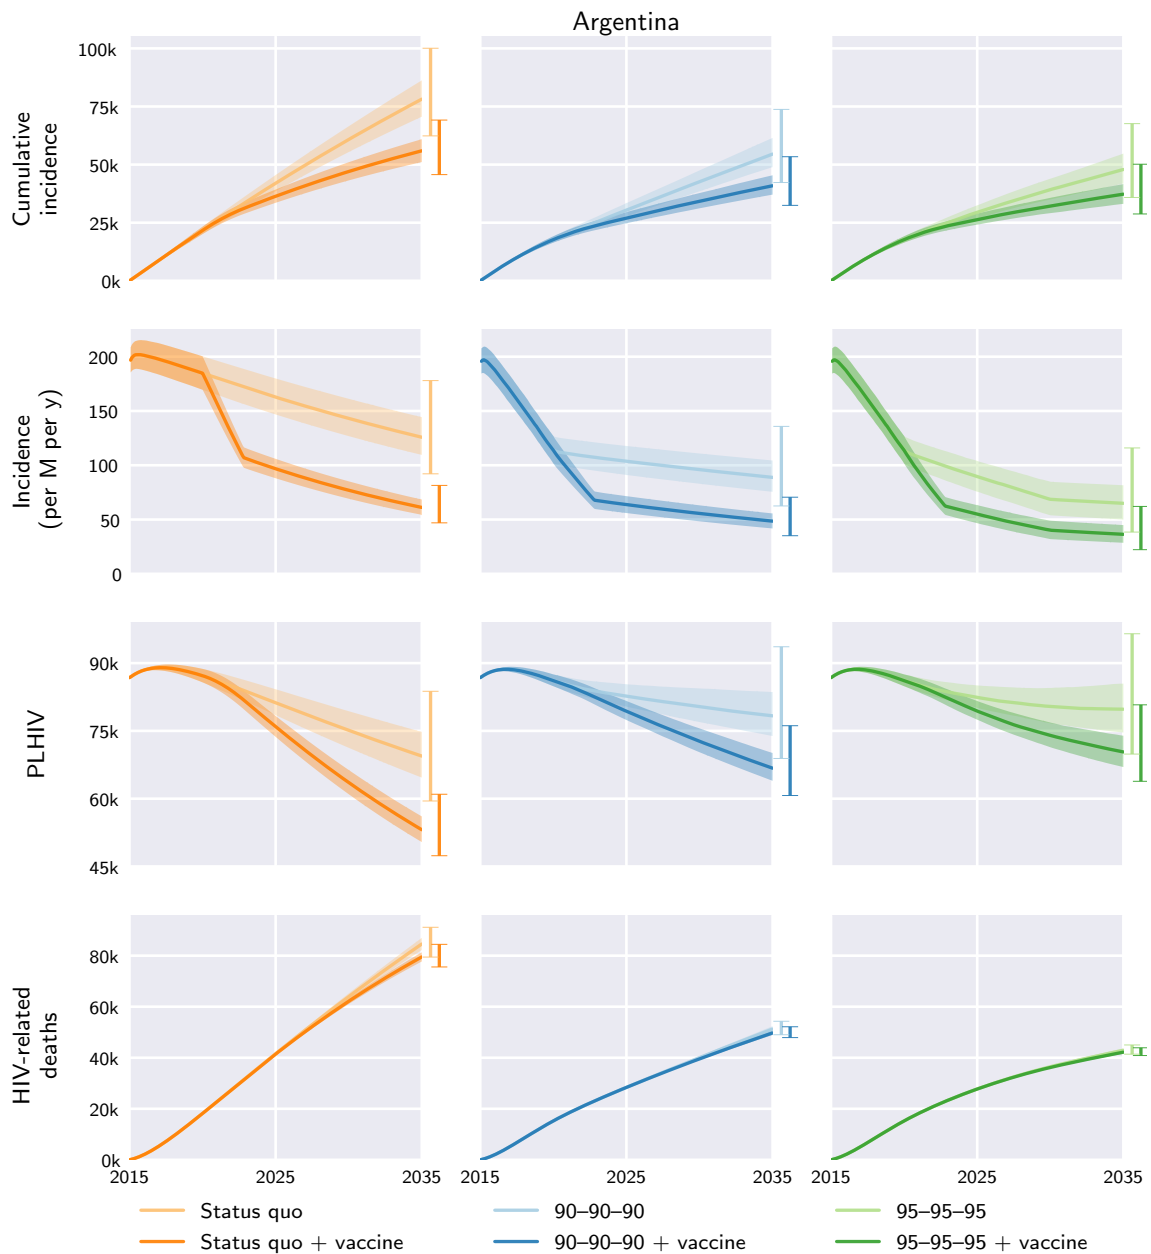 Argentina
Cumulative
incidence
100k
75k
50k
25k
0k
Incidence
(per M per y)
200
150
100
50
0
PLHIV
90k
75k
60k
45k
HIV-related
deaths
80k
60k
40k
20k
0k
2015 2025 2035 2015 2025 2035 2015 2025 2035
Status quo 90–90–90 95–95–95
Status quo + vaccine 90–90–90 + vaccine 95–95–95 + vaccine